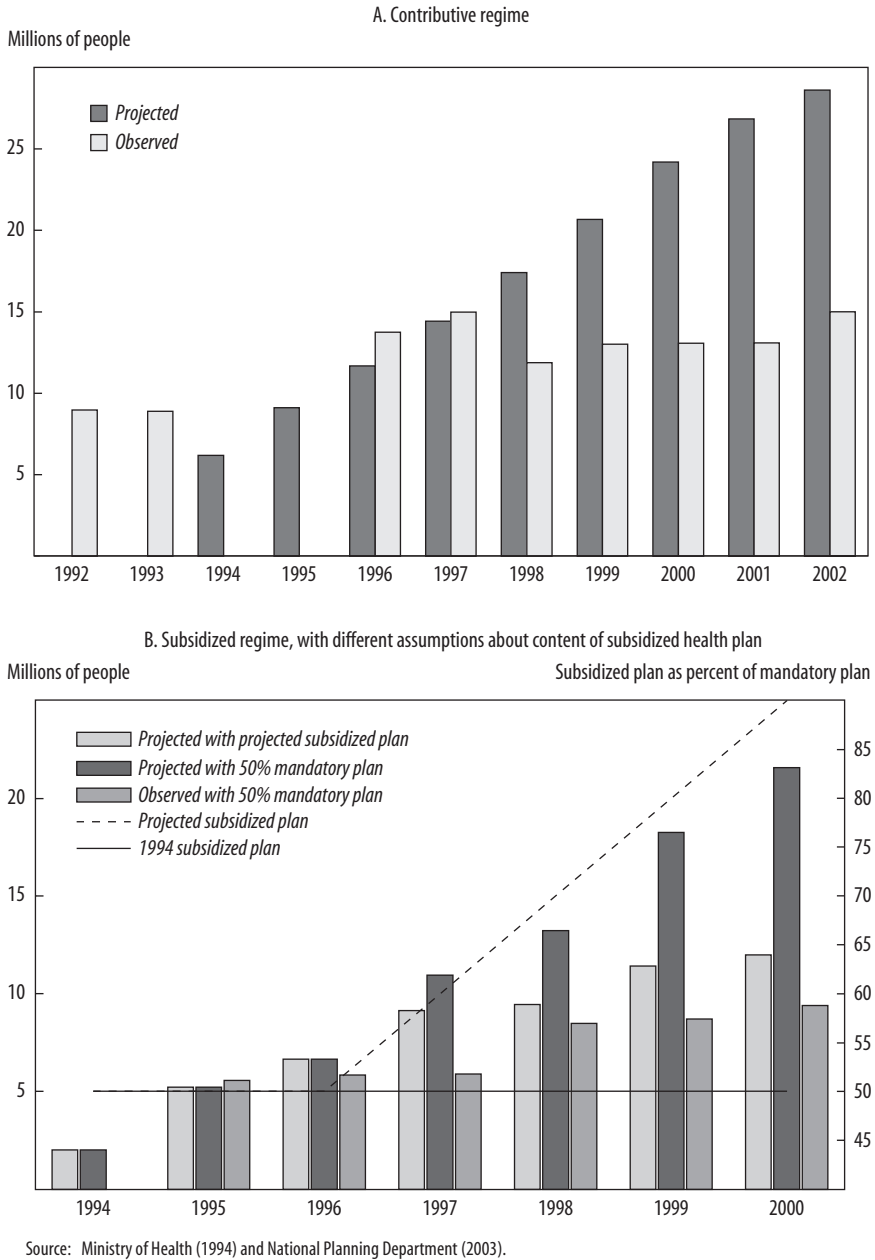 A. Contributive regime
Millions of people
Projected
Observed
25
20
15
10
5
1992 1993 1994 1995 1996 1997 1998 1999 2000 2001 2002
B. Subsidized regime, with different assumptions about content of subsidized health plan
Millions of people Subsidized plan as percent of mandatory plan
Projected with projected subsidized plan
Projected with 50% mandatory plan
Observed with 50% mandatory plan
Projected subsidized plan
1994 subsidized plan
20
15
10
5
85
80
75
70
65
60
55
50
45
1994 1995 1996 1997 1998 1999 2000
Source: Ministry of Health (1994) and National Planning Department (2003).